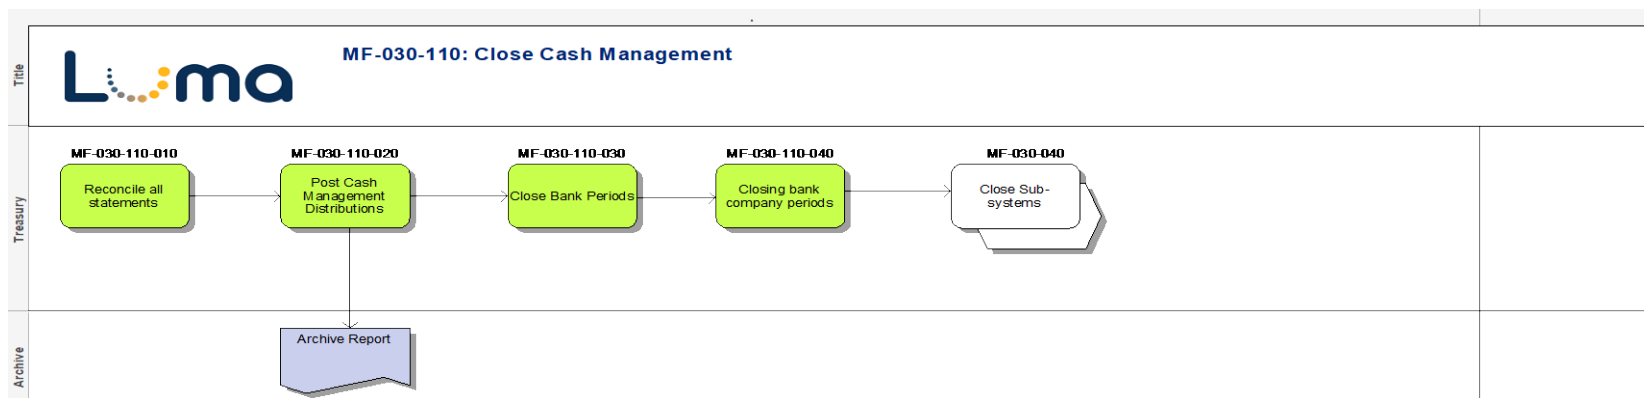 Title
Luma
MF-030-110: Close Cash Management
Treasury
MF-030-110-010
Reconcile all
statements
MF-030-110-020
Post Cash
Management
Distributions
MF-030-110-030
Close Bank Periods
MF-030-110-040
Closing bank
company periods
MF-030-040
Close Sub-
systems
Archive
Archive Report